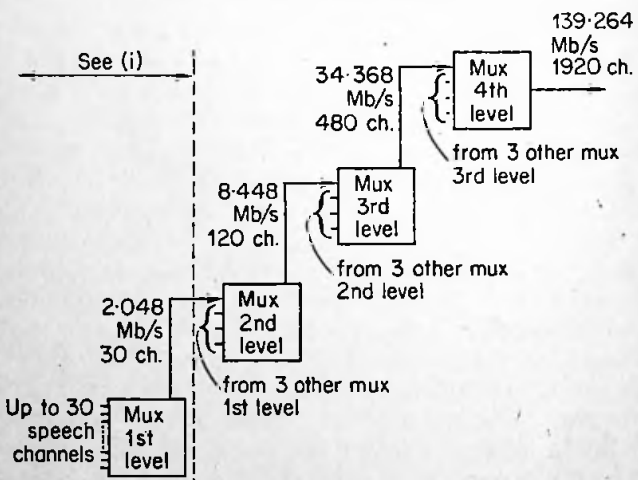 139·264
Mb/s
1920 ch.
See (i)
34·368
Mb/s
480 ch.
Mux
4th
level
from 3 other mux
3rd level
8·448
Mb/s
120 ch.
Mux
3rd
level
from 3 other mux
2nd level
2·048
Mb/s
30 ch.
Mux
2nd
level
from 3 other mux
1st level
Up to 30
speech
channels
Mux
1st
level